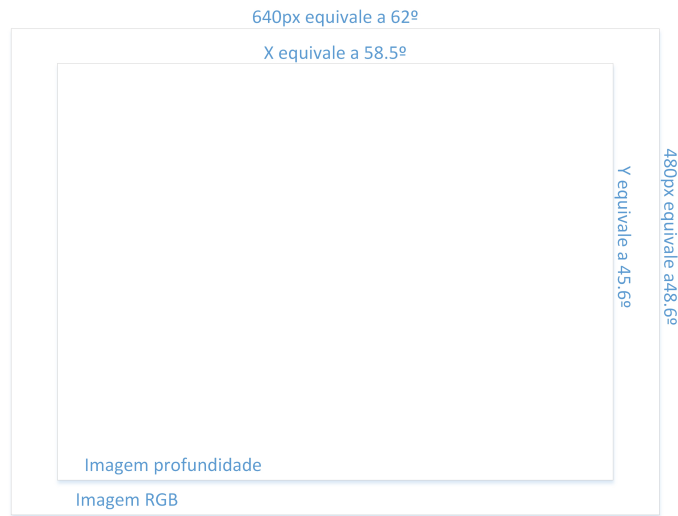 640px equivale a 62º
X equivale a 58.5º
Y equivale a 45.6º
480px equivale a48.6º
Imagem profundidade
Imagem RGB